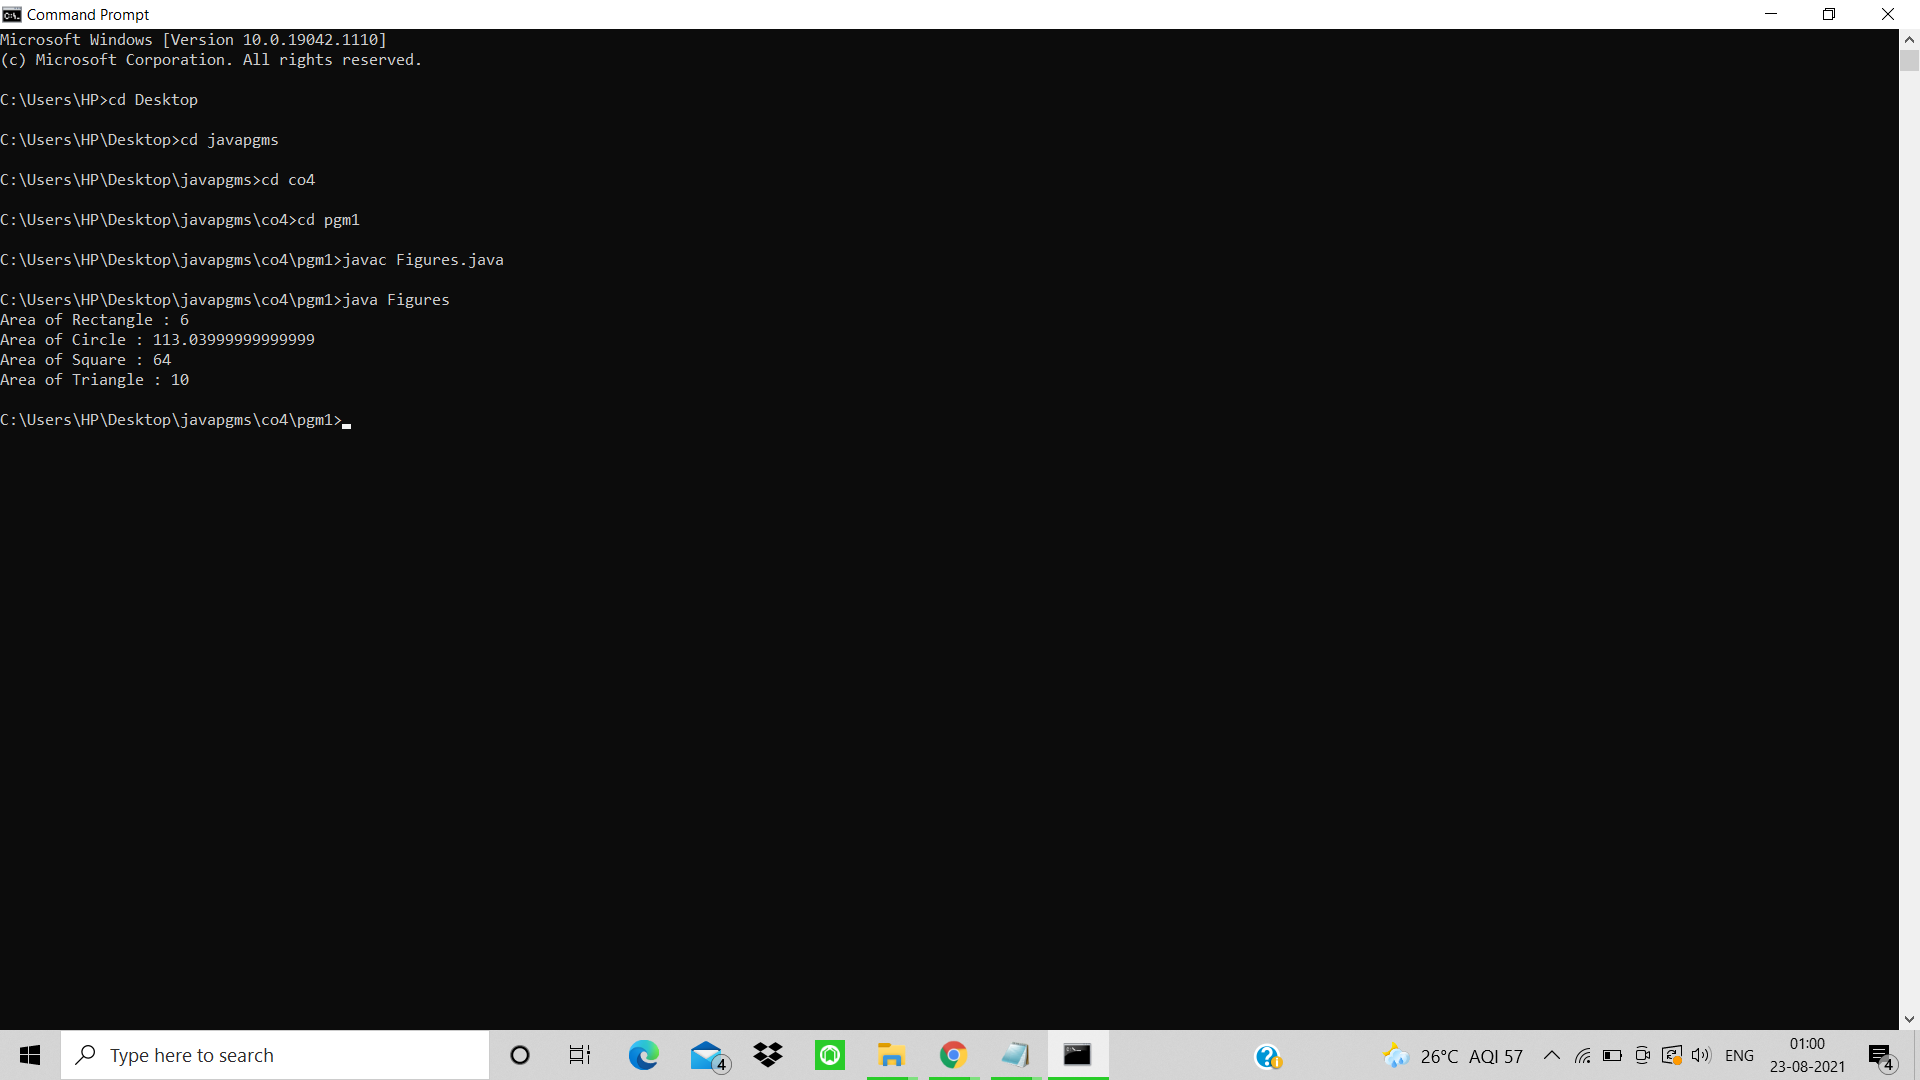 Command Prompt
Microsoft Windows [Version 10.0.19042.1110]
(c) Microsoft Corporation. All rights reserved.
C:\Users\HP>cd Desktop
C:\Users\HP\Desktop>cd javapgms
C:\Users\HP\Desktop\javapgms>cd co4
C:\Users\HP\Desktop\javapgms\co4>cd pgm1
C:\Users\HP\Desktop\javapgms\co4\pgm1>javac Figures.java
C:\Users\HP\Desktop\javapgms\co4\pgm1>java Figures
Area of Rectangle : 6
Area of Circle : 113.03999999999999
Area of Square : 64
Area of Triangle : 10
C:\Users\HP\Desktop\javapgms\co4\pgm1>
Type here to search
4
26°C AQI 57
ENG
01:00
23-08-2021
4